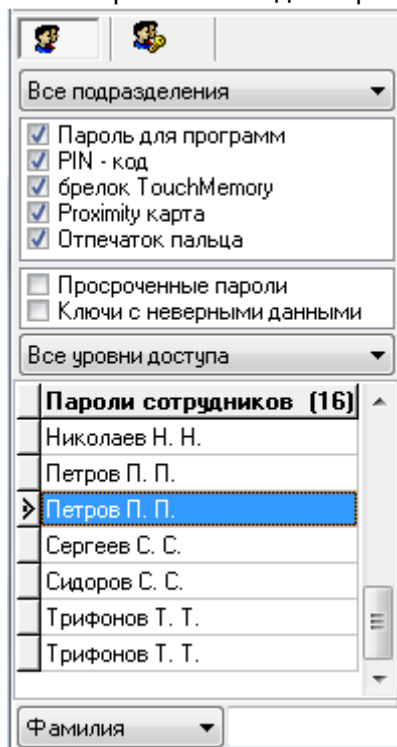 Все подразделения
Пароль для программ
PIN - код
брелок TouchMemory
Proximity карта
Отпечаток пальца
Просроченные пароли
Ключи с неверными данными
Все уровни доступа
Пароли сотрудников (16)
Николаев Н. Н.
Петров П. П.
Петров П. П.
Сергеев С. С.
Сидоров С. С.
Трифонов Т. Т.
Трифонов Т. Т.
Фамилия